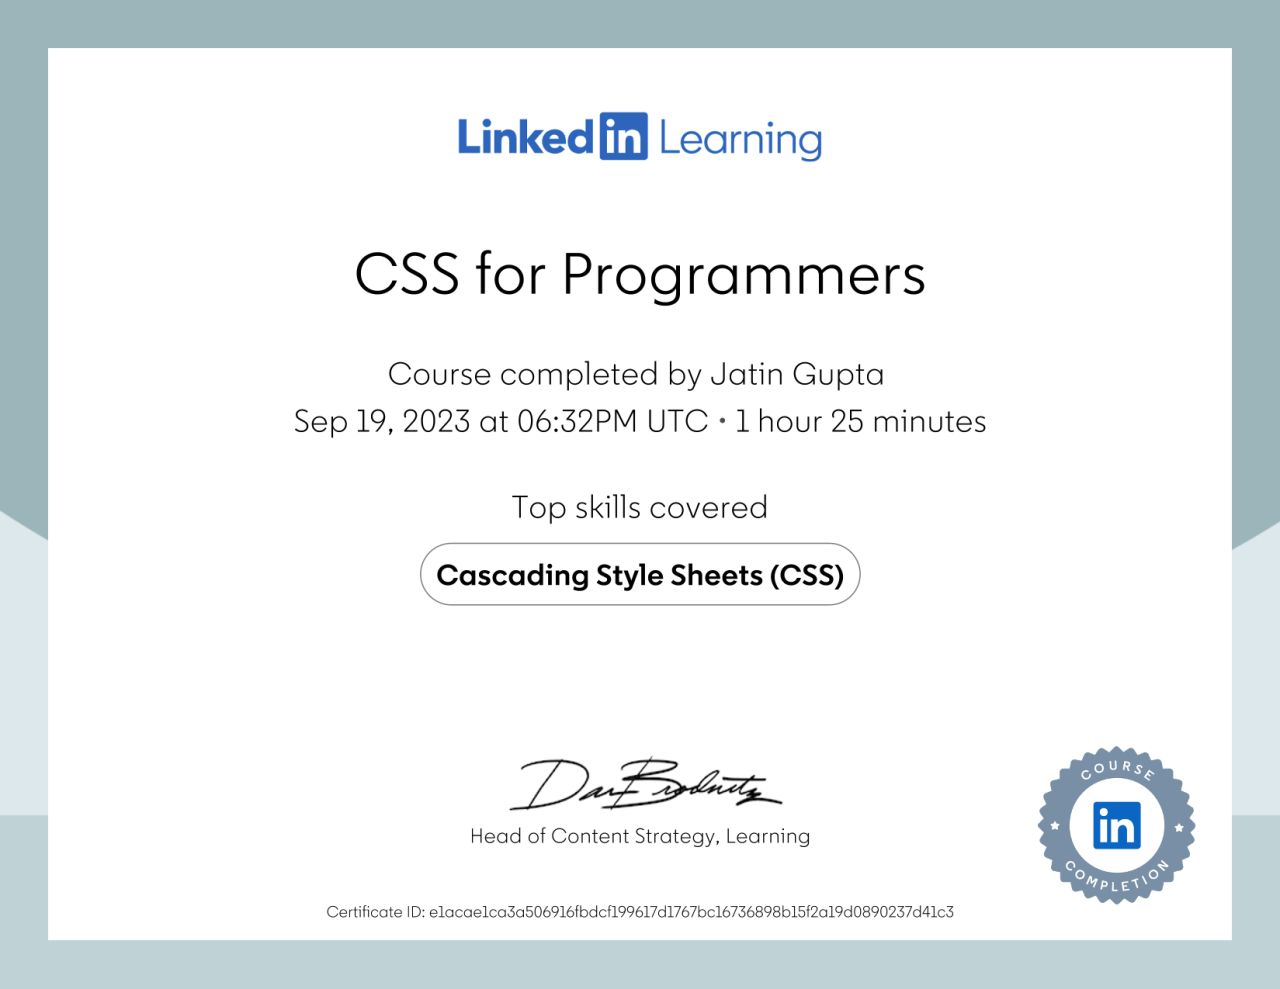 LinkedIn Learning
CSS for Programmers
Course completed by Jatin Gupta
Sep 19, 2023 at 06:32PM UTC • 1 hour 25 minutes
Top skills covered
Cascading Style Sheets (CSS)
Dan Brodnitz
Head of Content Strategy, Learning
COURSE
in
COMPLETION
Certificate ID: e1acae1ca3a506916fbdcf199617d1767bc16736898b15f2a19d0890237d41c3